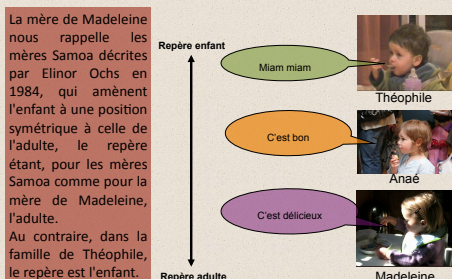 La mère de Madeleine
nous rappelle les
mères Samoa décrites
par Elinor Ochs en
1984, qui amènent
l'enfant à une position
symétrique à celle de
l'adulte, le repère
étant, pour les mères
Samoa comme pour la
mère de Madeleine,
l'adulte.
Au contraire, dans la
famille de Théophile,
le repère est l'enfant.
Repère enfant
Miam miam
Théophile
C'est bon
Anaé
C'est délicieux
Repère adulte
Madeleine